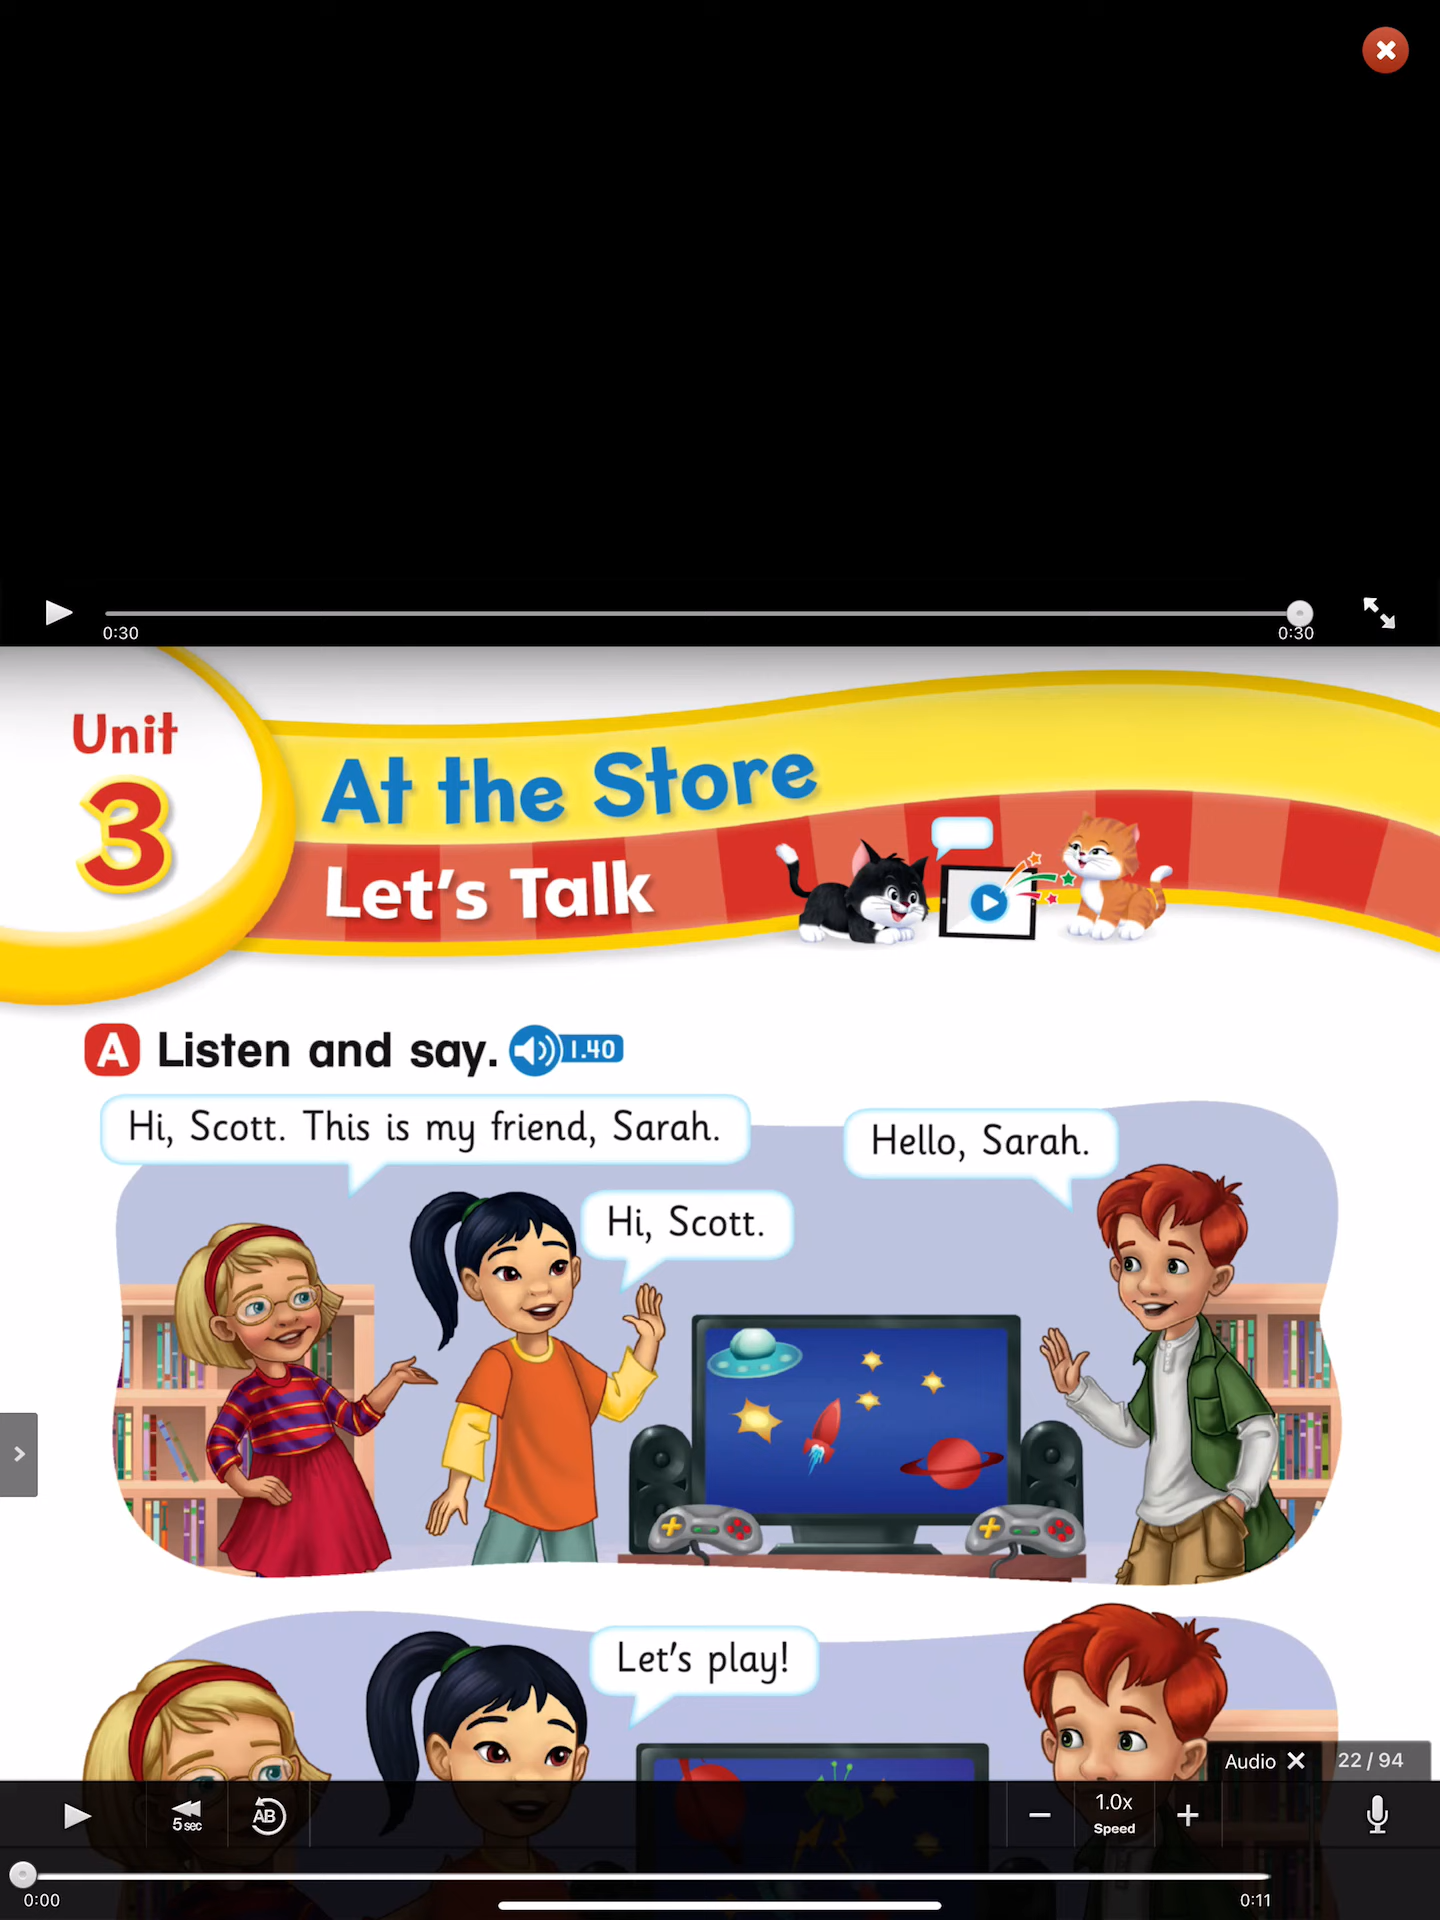 0:30
0:30
Unit
3
At the Store
Let's Talk
A Listen and say. 1.40
Hi, Scott. This is my friend, Sarah.
Hello, Sarah.
Hi, Scott.
Let's play!
Audio
22 / 94
5 sec
AB
1.0x
Speed
0:00
0:11